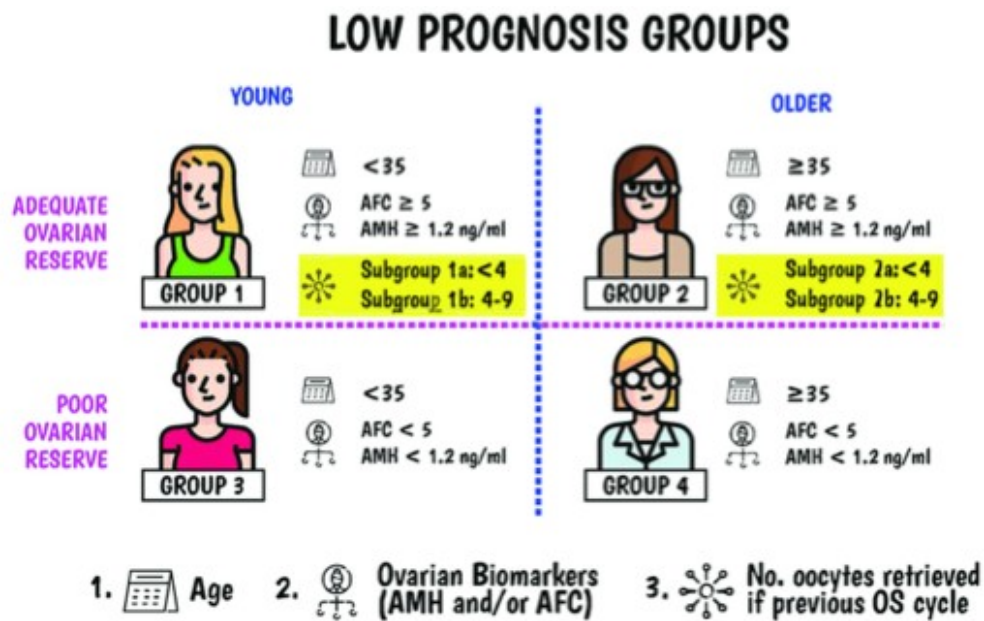 LOW PROGNOSIS GROUPS
YOUNG
OLDER
ADEQUATE
OVARIAN
RESERVE
<35
AFC ≥ 5
AMH ≥ 1.2 ng/ml
Subgroup 1a: <4
Subgroup 1b: 4-9
GROUP 1
≥35
AFC ≥ 5
AMH ≥ 1.2 ng/ml
Subgroup 2a: <4
Subgroup 2b: 4-9
GROUP 2
POOR
OVARIAN
RESERVE
<35
AFC < 5
AMH < 1.2 ng/ml
GROUP 3
≥35
AFC < 5
AMH < 1.2 ng/ml
GROUP 4
1. Age
2. Ovarian Biomarkers
(AMH and/or AFC)
3. No. oocytes retrieved
if previous OS cycle